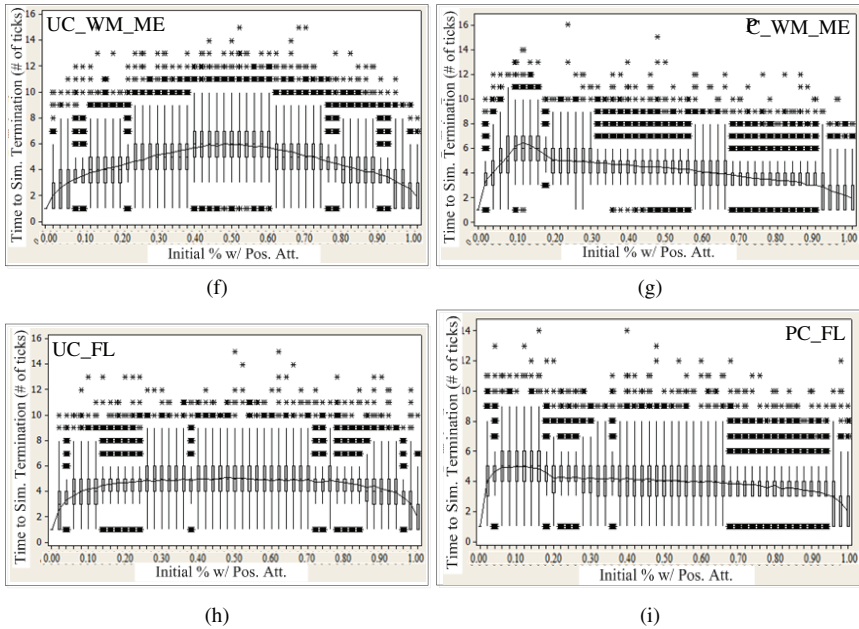 UC_WM_ME
Time to Sim. Termination (# of ticks)
16
14
12
10
8
6
4
2
0
0.00 0.10 0.20 0.30 0.40 0.50 0.60 0.70 0.80 0.90 1.00
Initial % w/ Pos. Att.
(f)
PC_WM_ME
Time to Sim. Termination (# of ticks)
16
14
12
10
8
6
4
2
0
0.00 0.10 0.20 0.30 0.40 0.50 0.60 0.70 0.80 0.90 1.00
Initial % w/ Pos. Att.
(g)
UC_FL
Time to Sim. Termination (# of ticks)
16
14
12
10
8
6
4
2
0
0.00 0.10 0.20 0.30 0.40 0.50 0.60 0.70 0.80 0.90 1.00
Initial % w/ Pos. Att.
(h)
PC_FL
Time to Sim. Termination (# of ticks)
14
12
10
8
6
4
2
0
0.00 0.10 0.20 0.30 0.40 0.50 0.60 0.70 0.80 0.90 1.00
Initial % w/ Pos. Att.
(i)